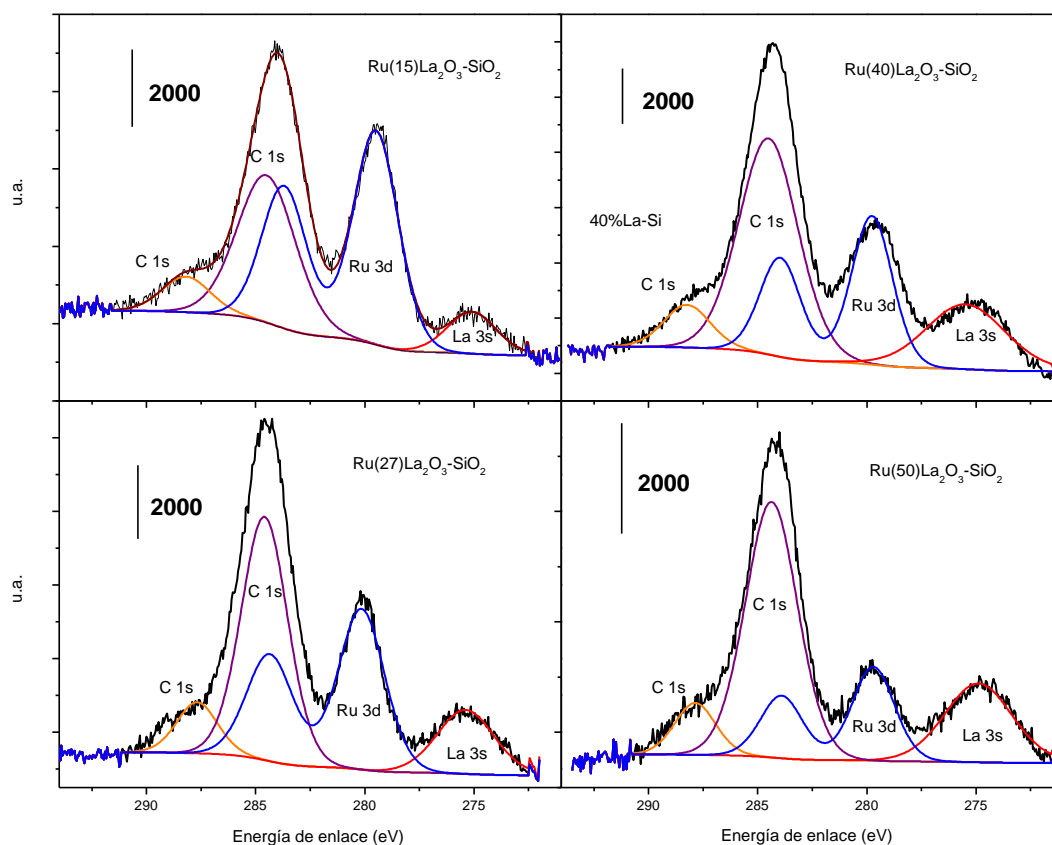 Ru(15)La2O3-SiO2
2000
C 1s
C 1s
Ru 3d
La 3s
u.a.
Ru(40)La2O3-SiO2
2000
40%La-Si
C 1s
C 1s
Ru 3d
La 3s
Ru(27)La2O3-SiO2
2000
C 1s
C 1s
Ru 3d
La 3s
u.a.
290 285 280 275
Energía de enlace (eV)
Ru(50)La2O3-SiO2
2000
C 1s
C 1s
Ru 3d
La 3s
290 285 280 275
Energía de enlace (eV)